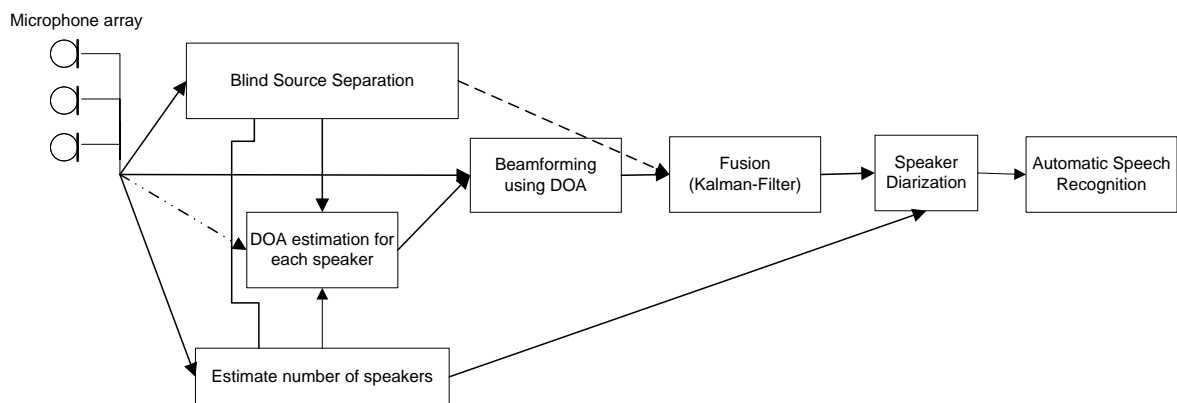 Microphone array
Blind Source Separation
Beamforming
using DOA
Fusion
(Kalman-Filter)
Speaker
Diarization
Automatic Speech
Recognition
DOA estimation for
each speaker
Estimate number of speakers